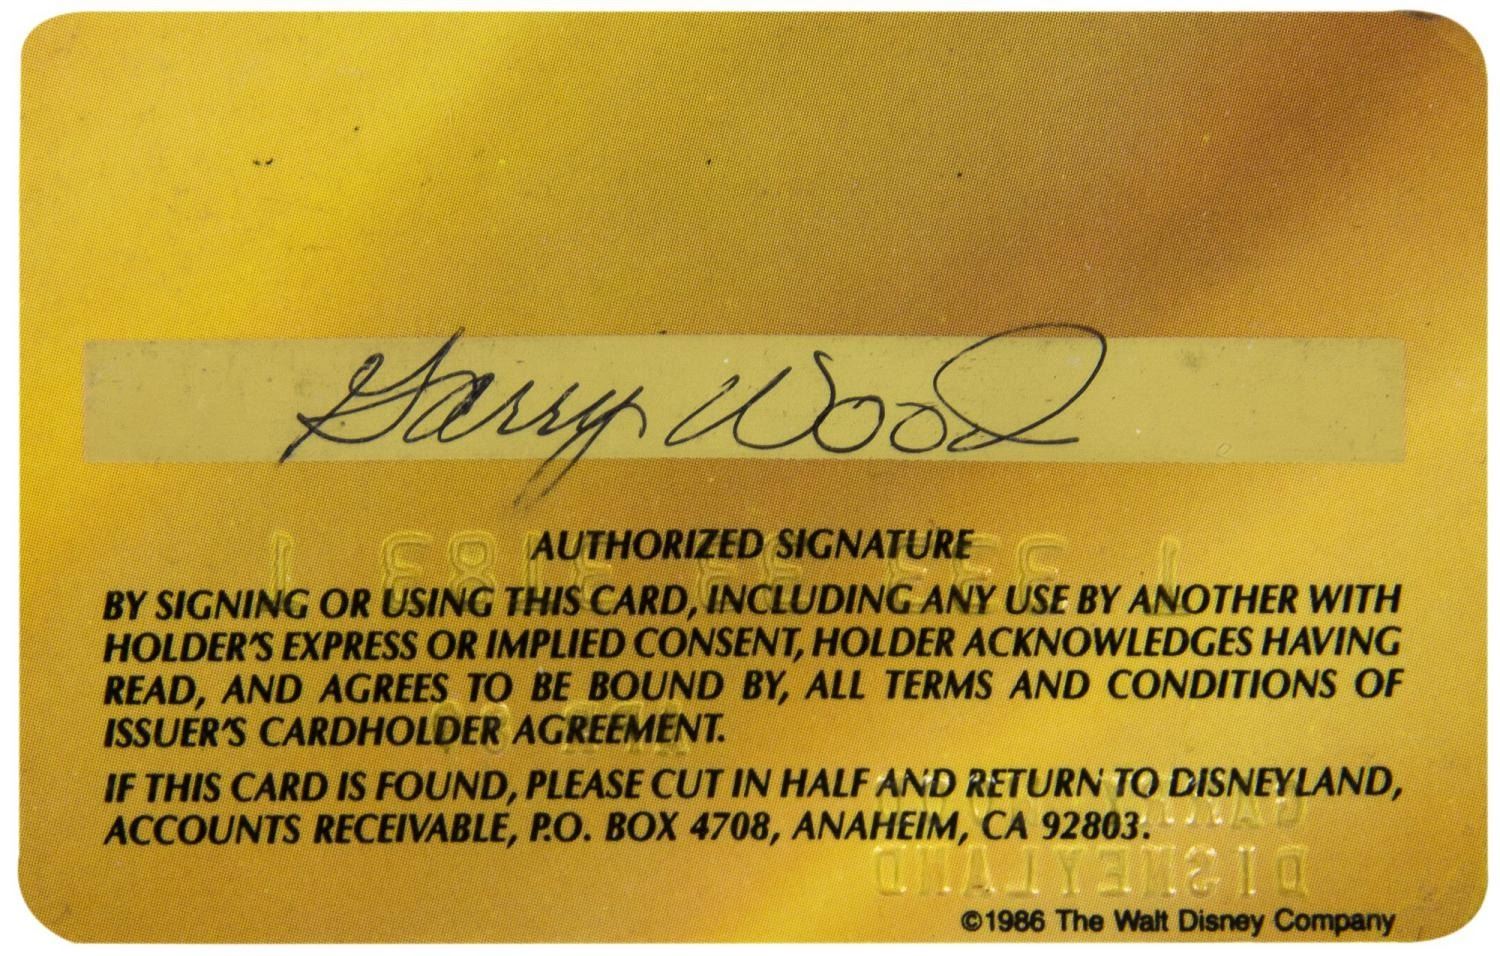 Garry Wood
AUTHORIZED SIGNATURE
BY SIGNING OR USING THIS CARD, INCLUDING ANY USE BY ANOTHER WITH
HOLDER'S EXPRESS OR IMPLIED CONSENT, HOLDER ACKNOWLEDGES HAVING
READ, AND AGREES TO BE BOUND BY, ALL TERMS AND CONDITIONS OF
ISSUER'S CARDHOLDER AGREEMENT.
IF THIS CARD IS FOUND, PLEASE CUT IN HALF AND RETURN TO DISNEYLAND,
ACCOUNTS RECEIVABLE, P.O. BOX 4708, ANAHEIM, CA 92803.
DISNEYLAND
©1986 The Walt Disney Company